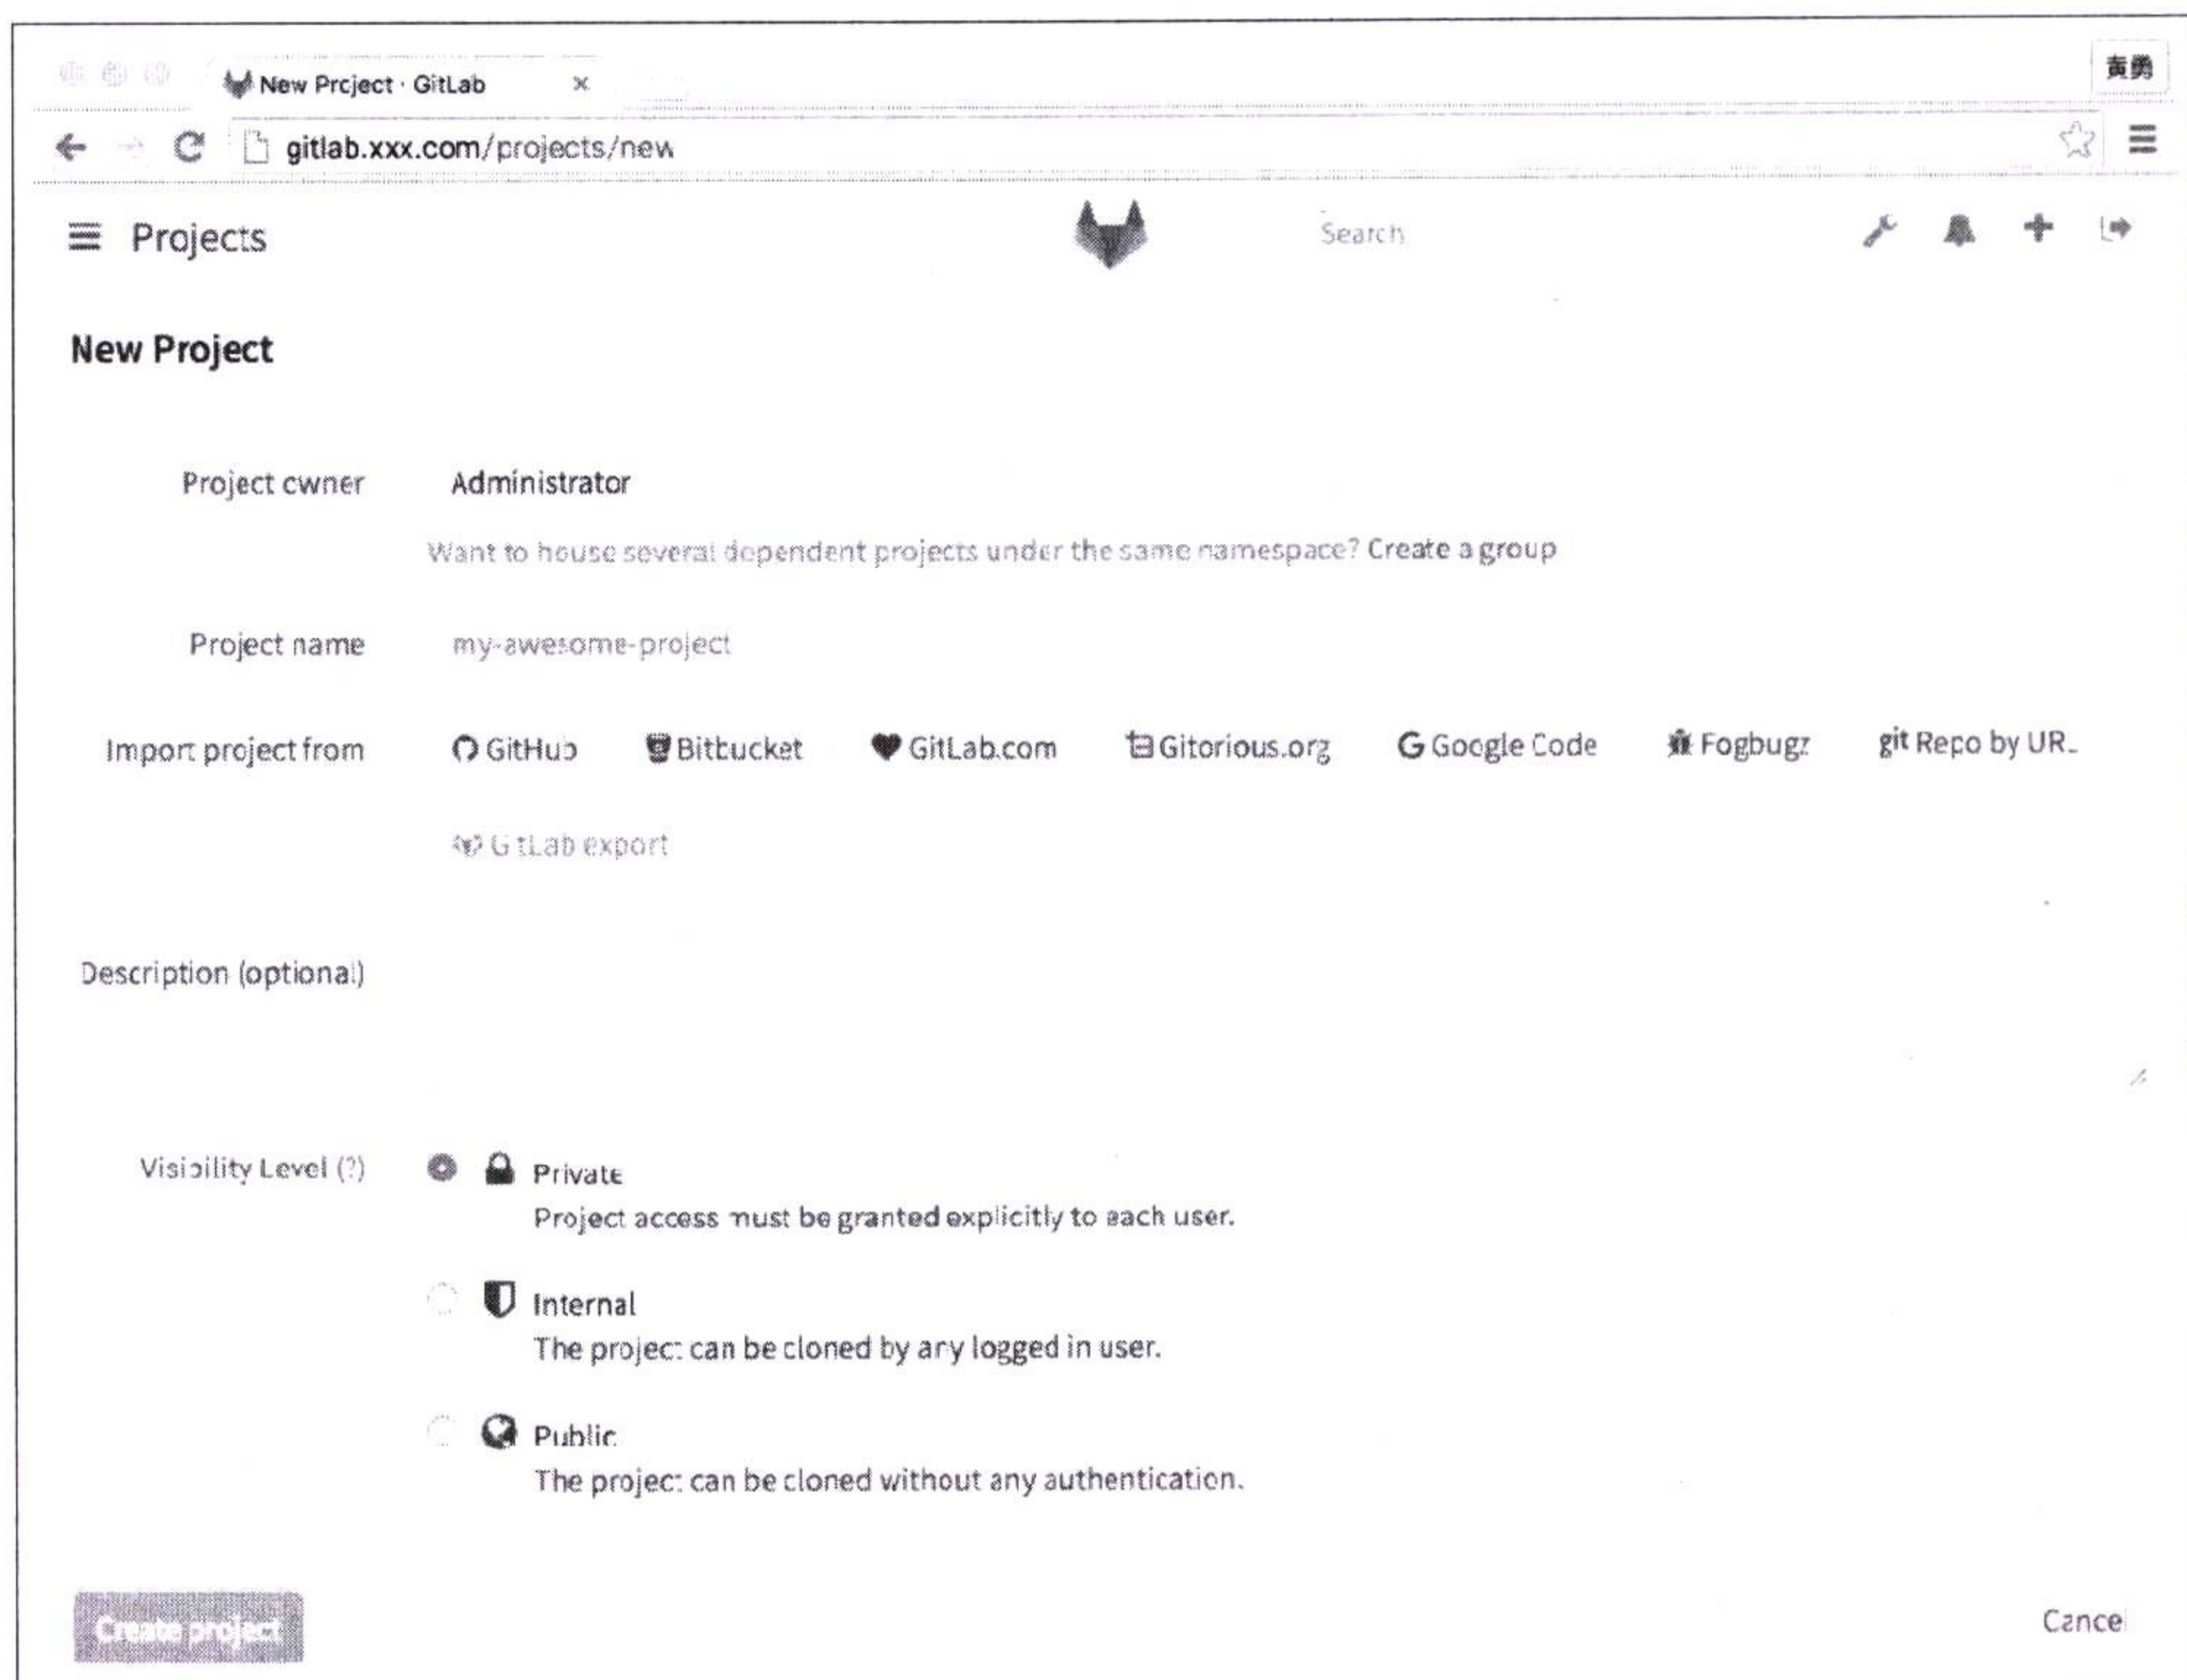 New Project · GitLab
黄勇
gitlab.xxx.com/projects/new
Projects
Search
New Project
Project owner Administrator
Want to house several dependent projects under the same namespace? Create a group
Project name my-awesome-project
Import project from GitHub Bitbucket GitLab.com Gitorious.org Google Code Fogbugz git Repo by URL
GitLab export
Description (optional)
Visibility Level (?) Private
Project access must be granted explicitly to each user.
Internal
The project can be cloned by any logged in user.
Public
The project can be cloned without any authentication.
Create project Cancel